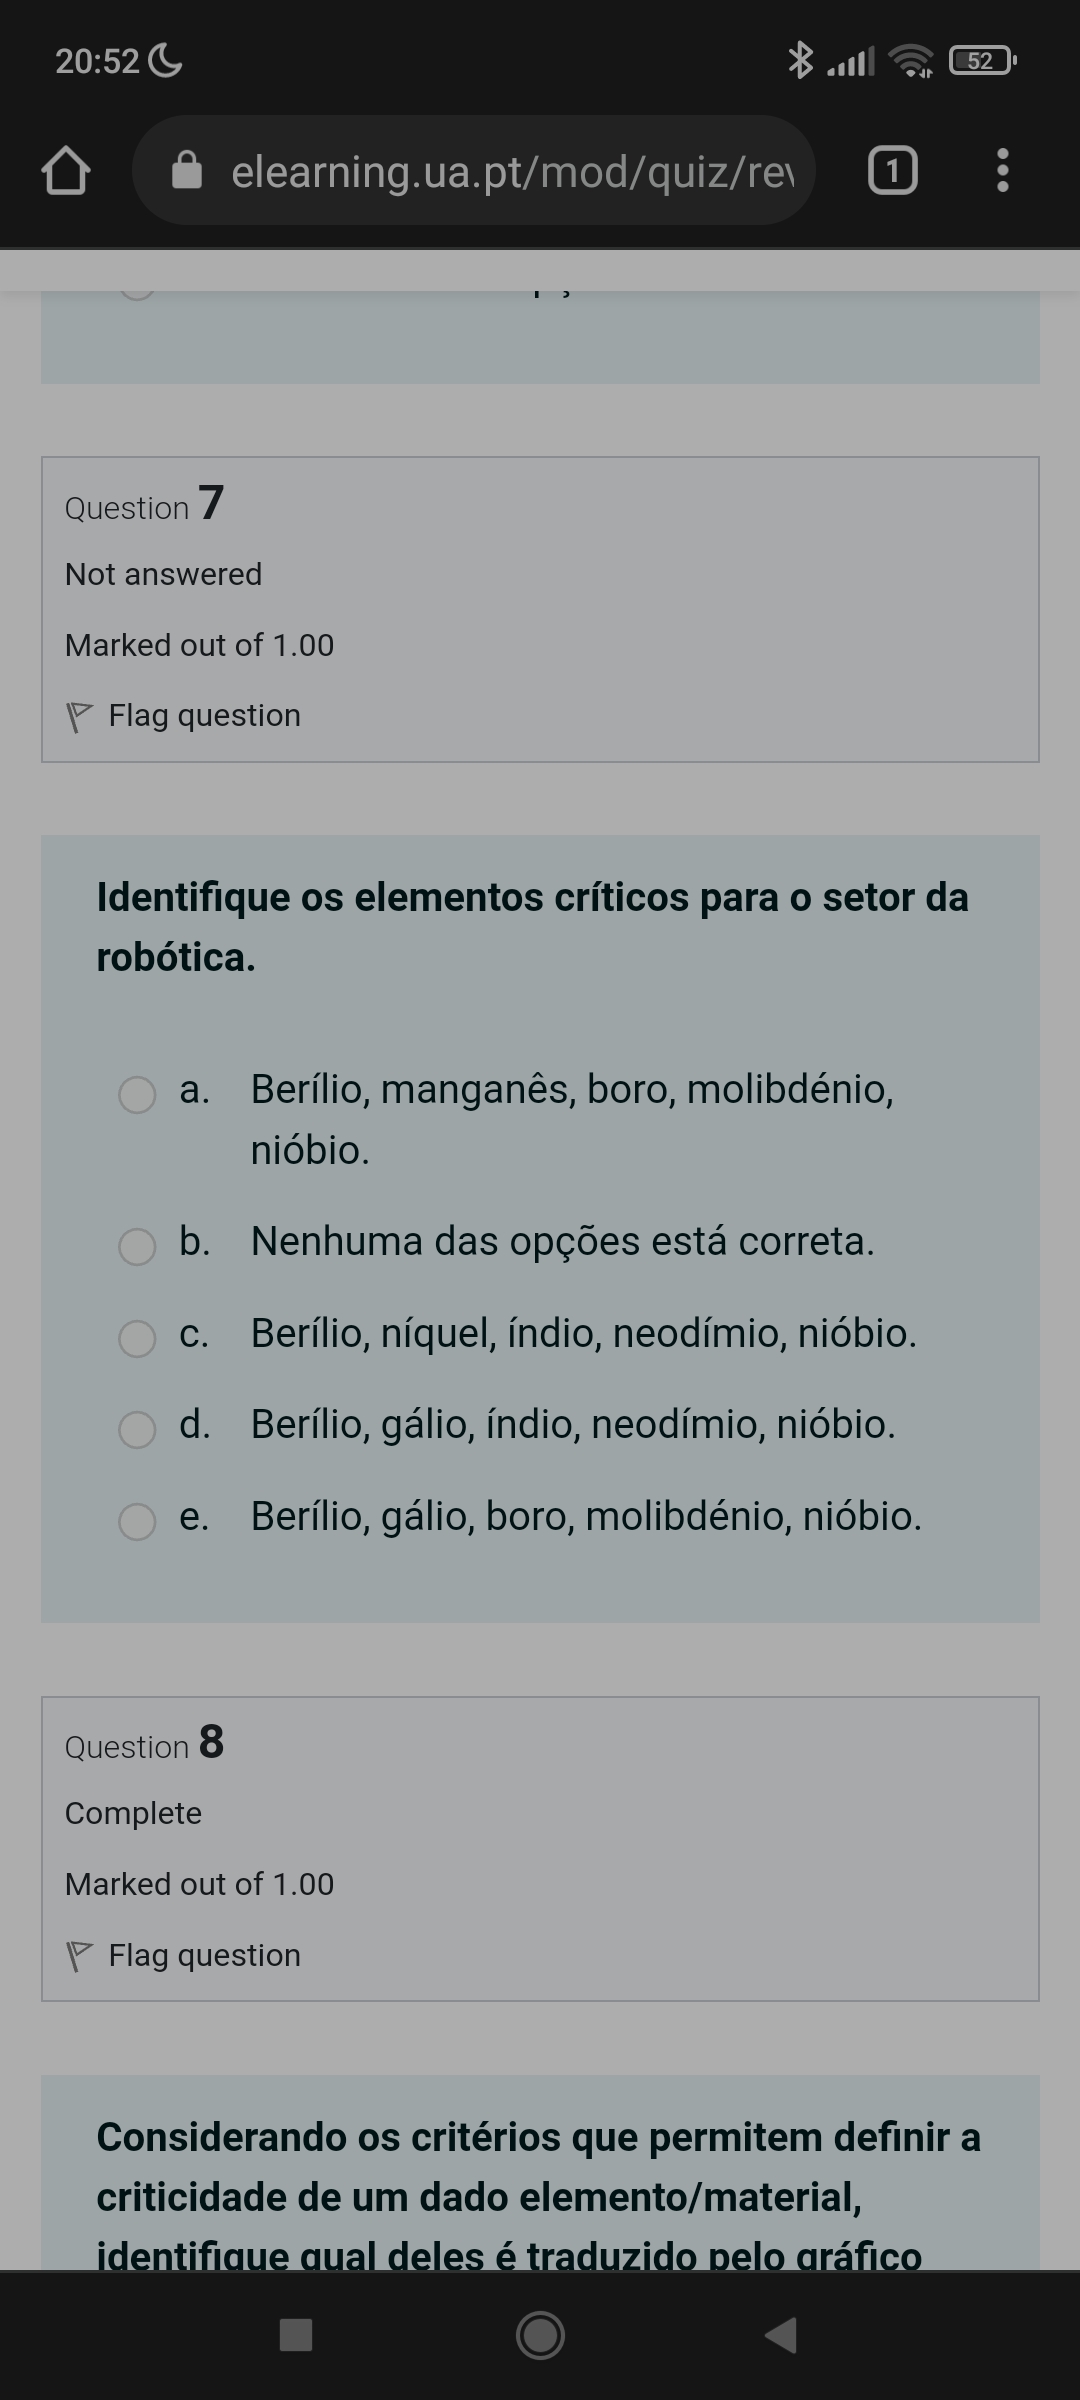 20:52
52
elearning.ua.pt/mod/quiz/rev
1
Question 7
Not answered
Marked out of 1.00
Flag question
Identifique os elementos críticos para o setor da
robótica.
a. Berílio, manganês, boro, molibdénio,
nióbio.
b. Nenhuma das opções está correta.
c. Berílio, níquel, índio, neodímio, nióbio.
d. Berílio, gálio, índio, neodímio, nióbio.
e. Berílio, gálio, boro, molibdénio, nióbio.
Question 8
Complete
Marked out of 1.00
Flag question
Considerando os critérios que permitem definir a
criticidade de um dado elemento/material,
identifique qual deles é traduzido pelo gráfico